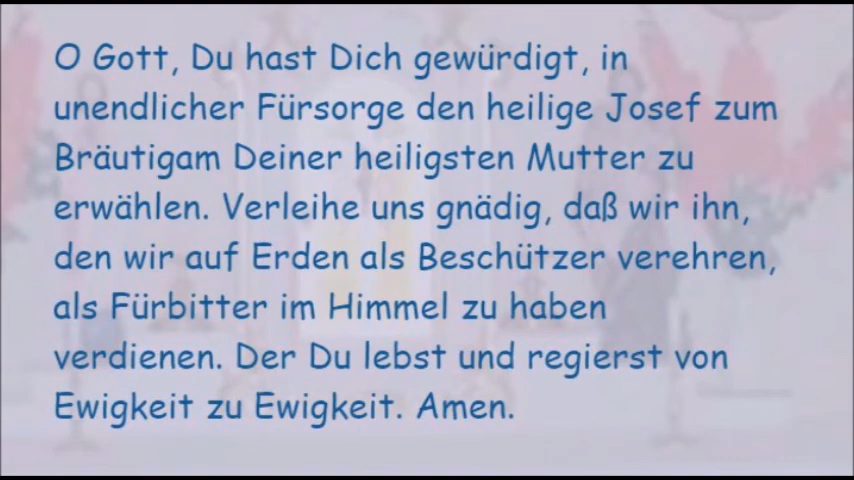 O Gott, Du hast Dich gewürdigt, in
unendlicher Fürsorge den heilige Josef zum
Bräutigam Deiner heiligsten Mutter zu
erwählen. Verleihe uns gnädig, daß wir ihn,
den wir auf Erden als Beschützer verehren,
als Fürbitter im Himmel zu haben
verdienen. Der Du lebst und regierst von
Ewigkeit zu Ewigkeit. Amen.